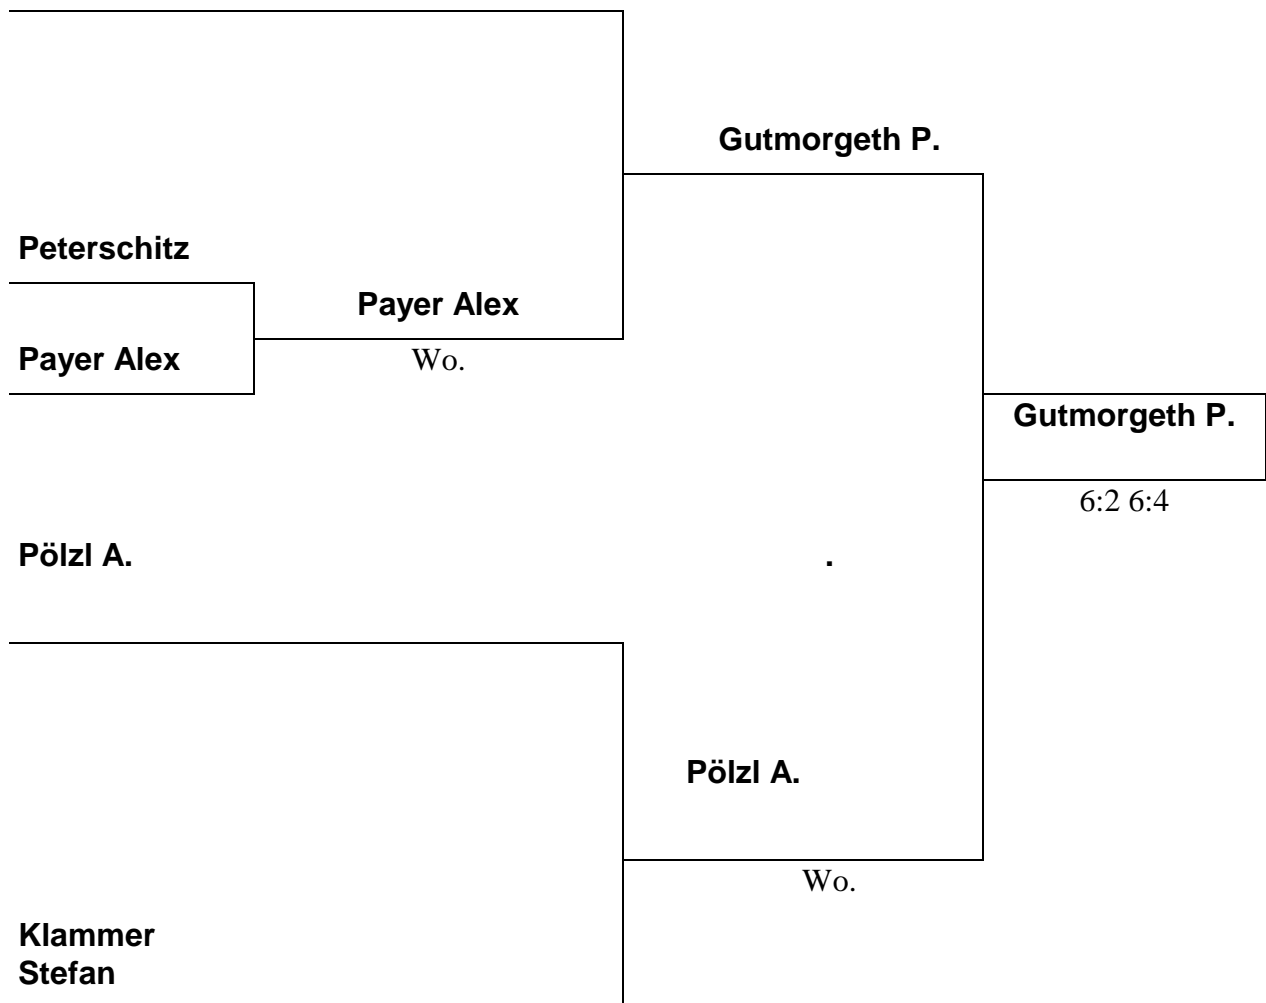 Gutmorgeth P.
Peterschitz
Payer Alex
Payer Alex
Wo.
Gutmorgeth P.
6:2 6:4
Pölzl A.
.
Pölzl A.
Wo.
Klammer
Stefan